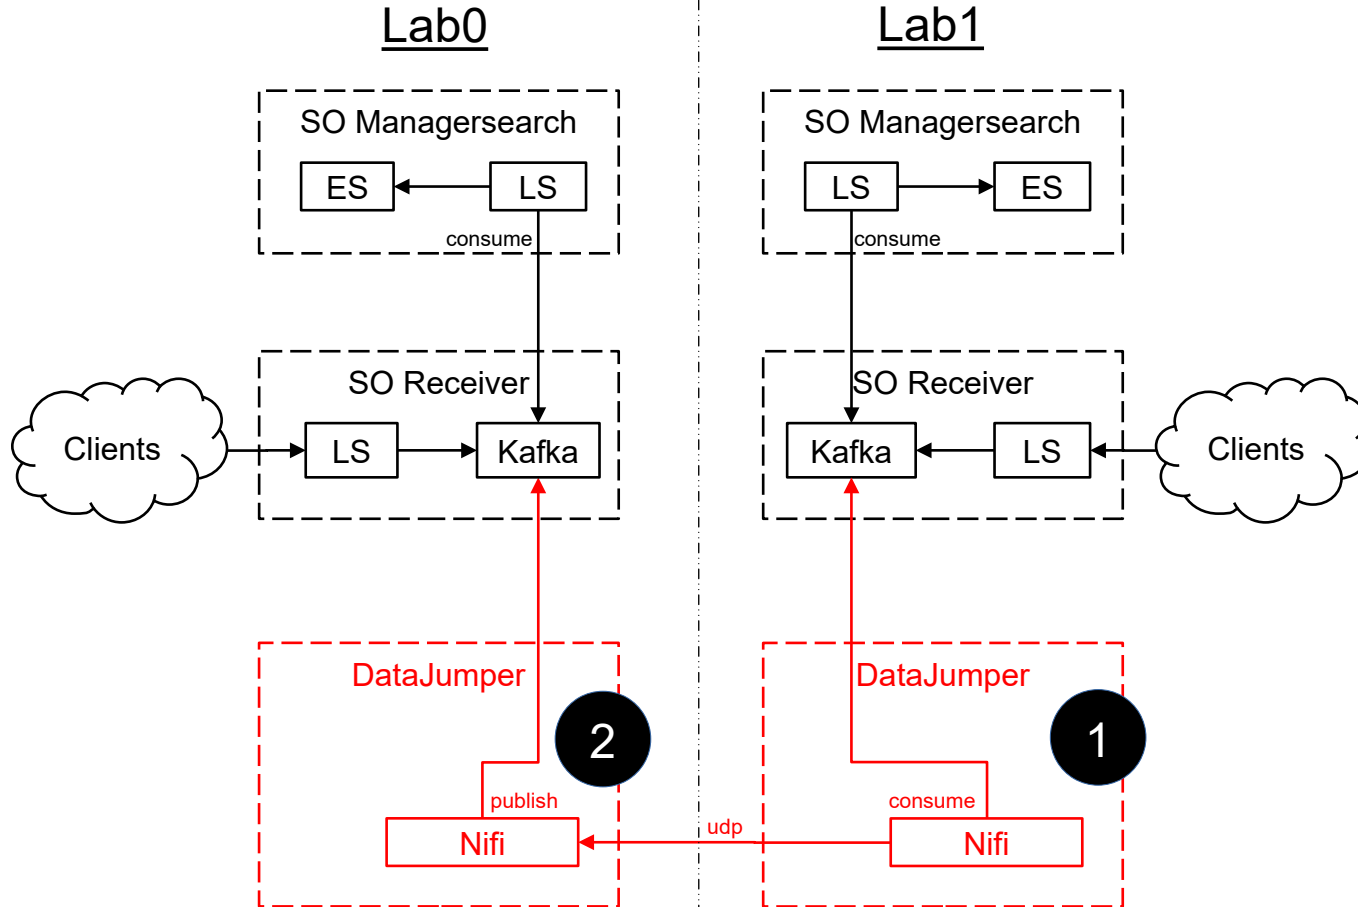 Lab0
Lab1
SO Managersearch
SO Managersearch
ES
LS
LS
ES
consume
consume
SO Receiver
SO Receiver
Clients
LS
Kafka
Kafka
LS
Clients
DataJumper
DataJumper
2
1
publish
consume
udp
Nifi
Nifi